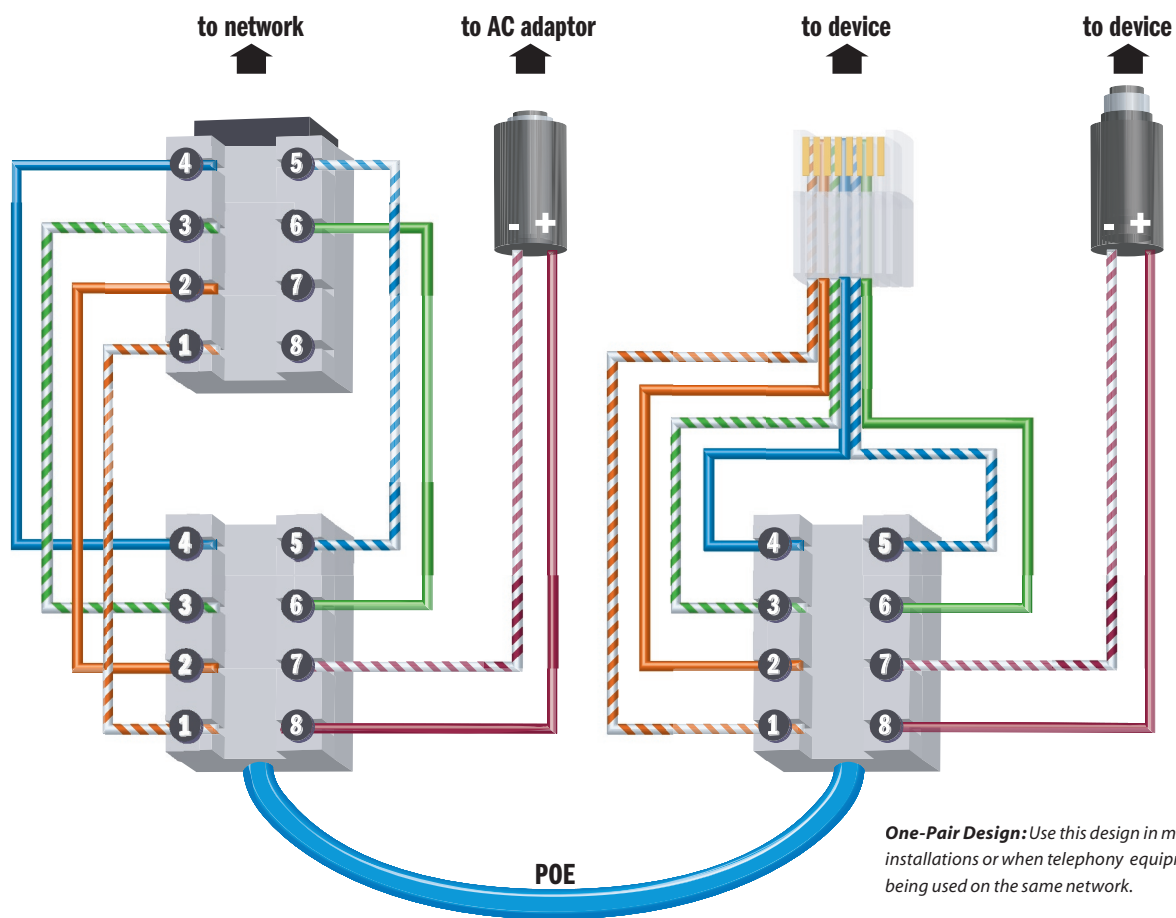 to network
to AC adaptor
to device
to device
4 5
3 6
2 7
1 8
- +
- +
4 5
3 6
2 7
1 8
4 5
3 6
2 7
1 8
POE
One-Pair Design: Use this design in m
installations or when telephony equip
being used on the same network.